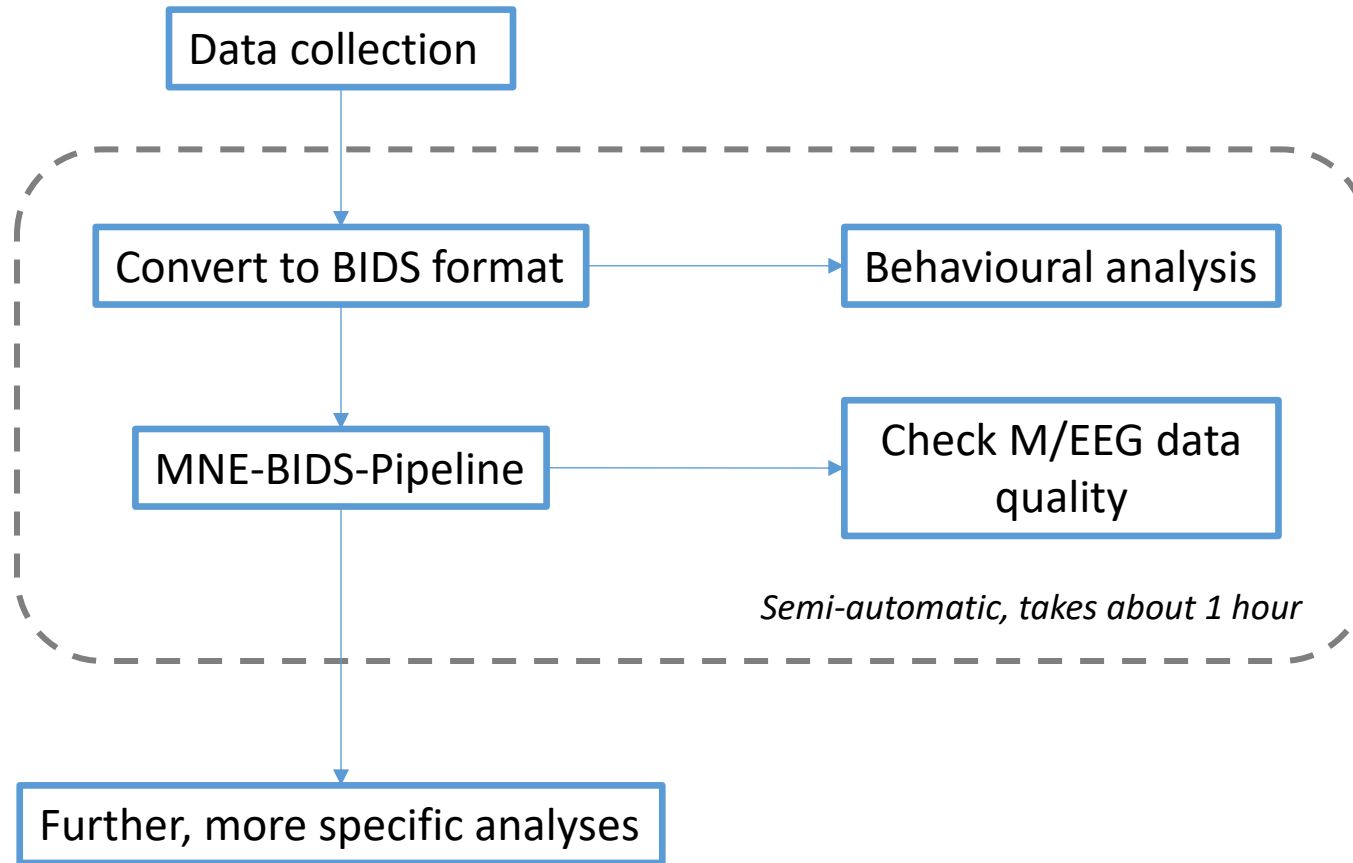 Data collection
Convert to BIDS format
Behavioural analysis
MNE-BIDS-Pipeline
Check M/EEG data
quality
Semi-automatic, takes about 1 hour
Further, more specific analyses